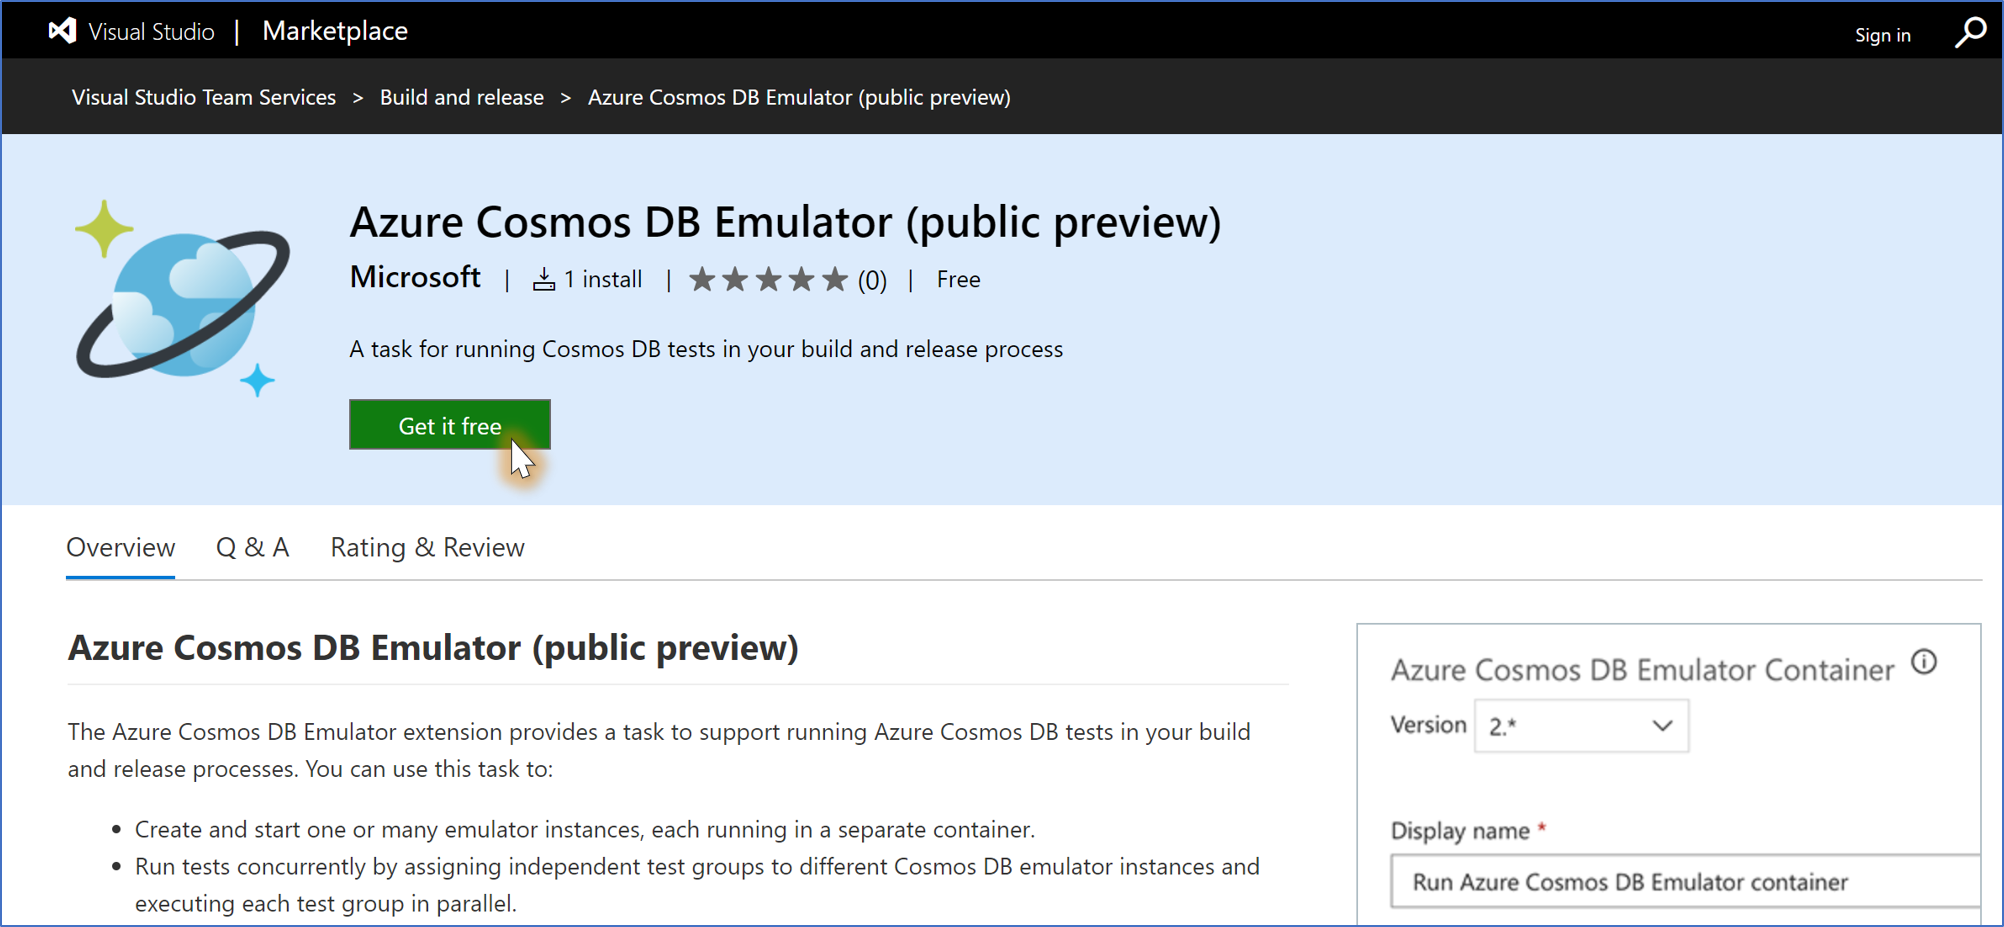 Visual Studio | Marketplace
Sign in
Visual Studio Team Services > Build and release > Azure Cosmos DB Emulator (public preview)
Azure Cosmos DB Emulator (public preview)
Microsoft | 1 install | ★★★★★ (0) | Free
A task for running Cosmos DB tests in your build and release process
Get it free
Overview Q & A Rating & Review
Azure Cosmos DB Emulator (public preview)
The Azure Cosmos DB Emulator extension provides a task to support running Azure Cosmos DB tests in your build
and release processes. You can use this task to:
• Create and start one or many emulator instances, each running in a separate container.
• Run tests concurrently by assigning independent test groups to different Cosmos DB emulator instances and
executing each test group in parallel.
Azure Cosmos DB Emulator Container
Version 2.*
Display name *
Run Azure Cosmos DB Emulator container